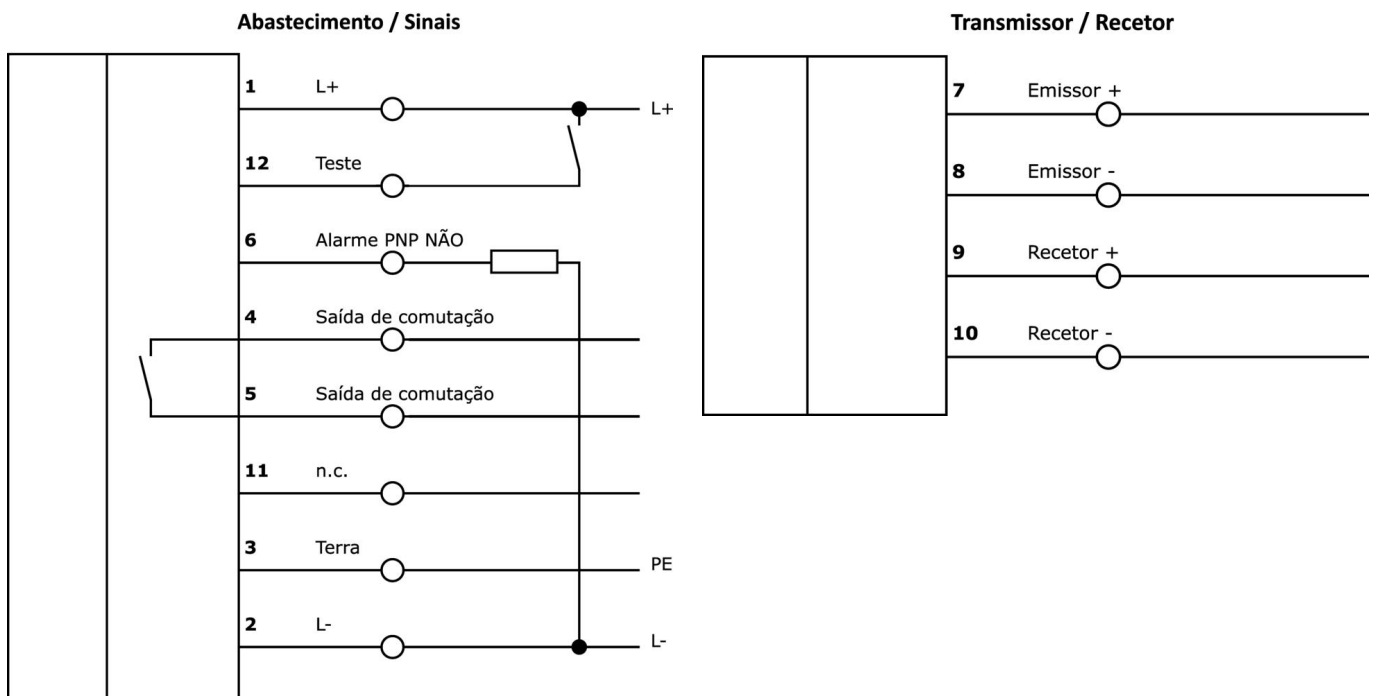 Abastecimento / Sinais
1 L+ L+
12 Teste
6 Alarme PNP NÃO
4 Saída de comutação
5 Saída de comutação
11 n.c.
3 Terra PE
2 L- L-
Transmissor / Recetor
7 Emissor +
8 Emissor -
9 Recetor +
10 Recetor -